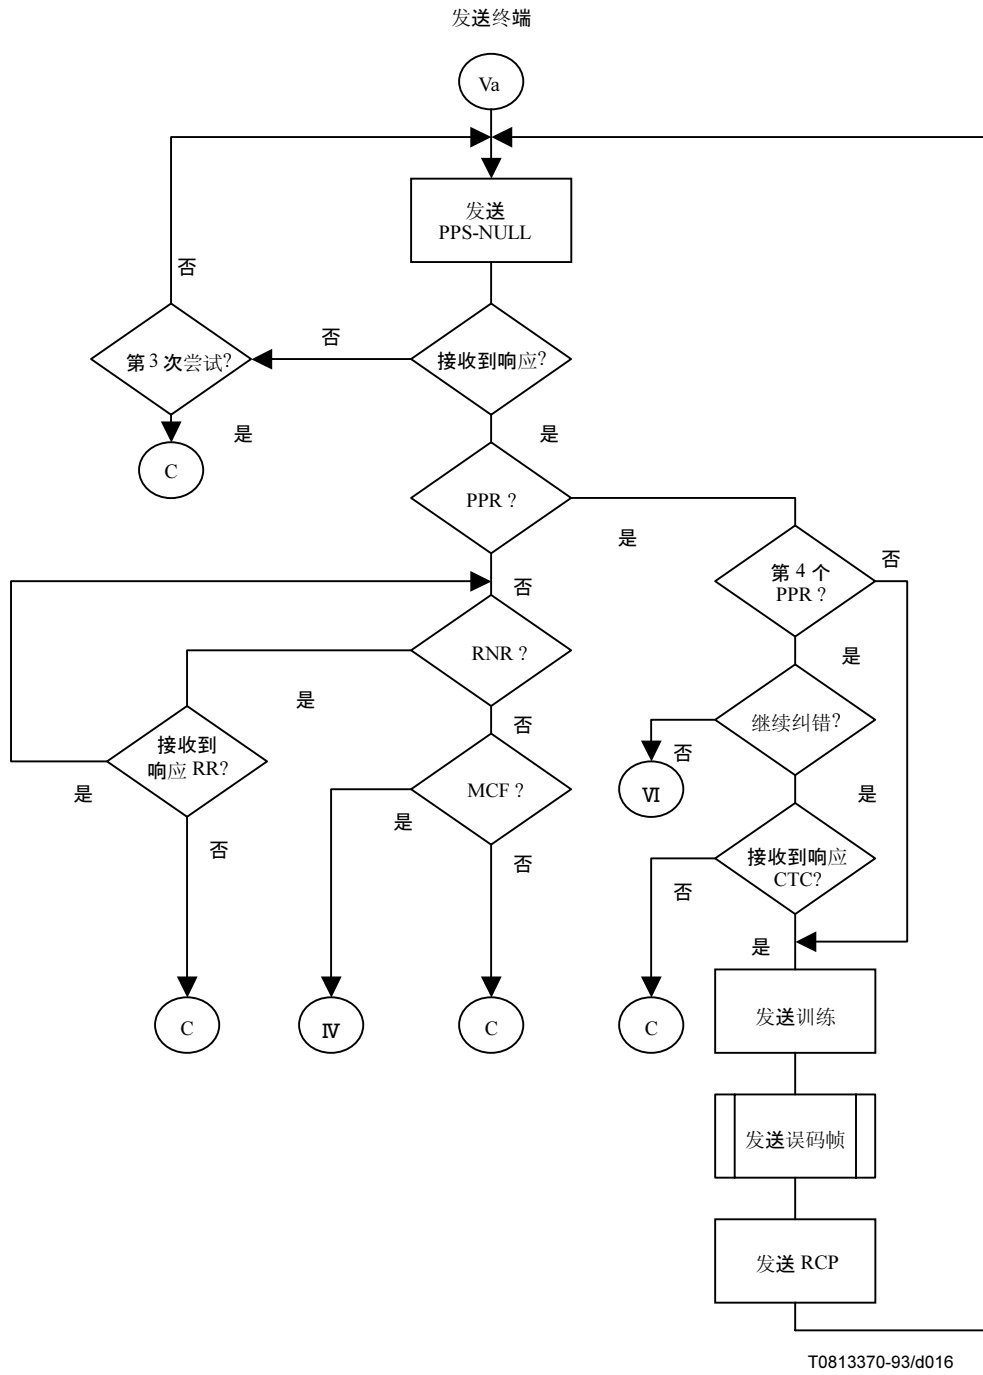 发送终端
Va
发送
PPS-NULL
否
第 3 次尝试?
否
接收到响应?
是
C
是
PPR ?
是
第 4 个
PPR ?
否
否
RNR ?
是
是
继续纠错?
否
否
VI
接收到
响应 RR?
是
MCF ?
是
是
否
否
接收到响应
CTC?
否
是
C
IV
C
C
发送训练
发送误码帧
发送 RCP
T0813370-93/d016